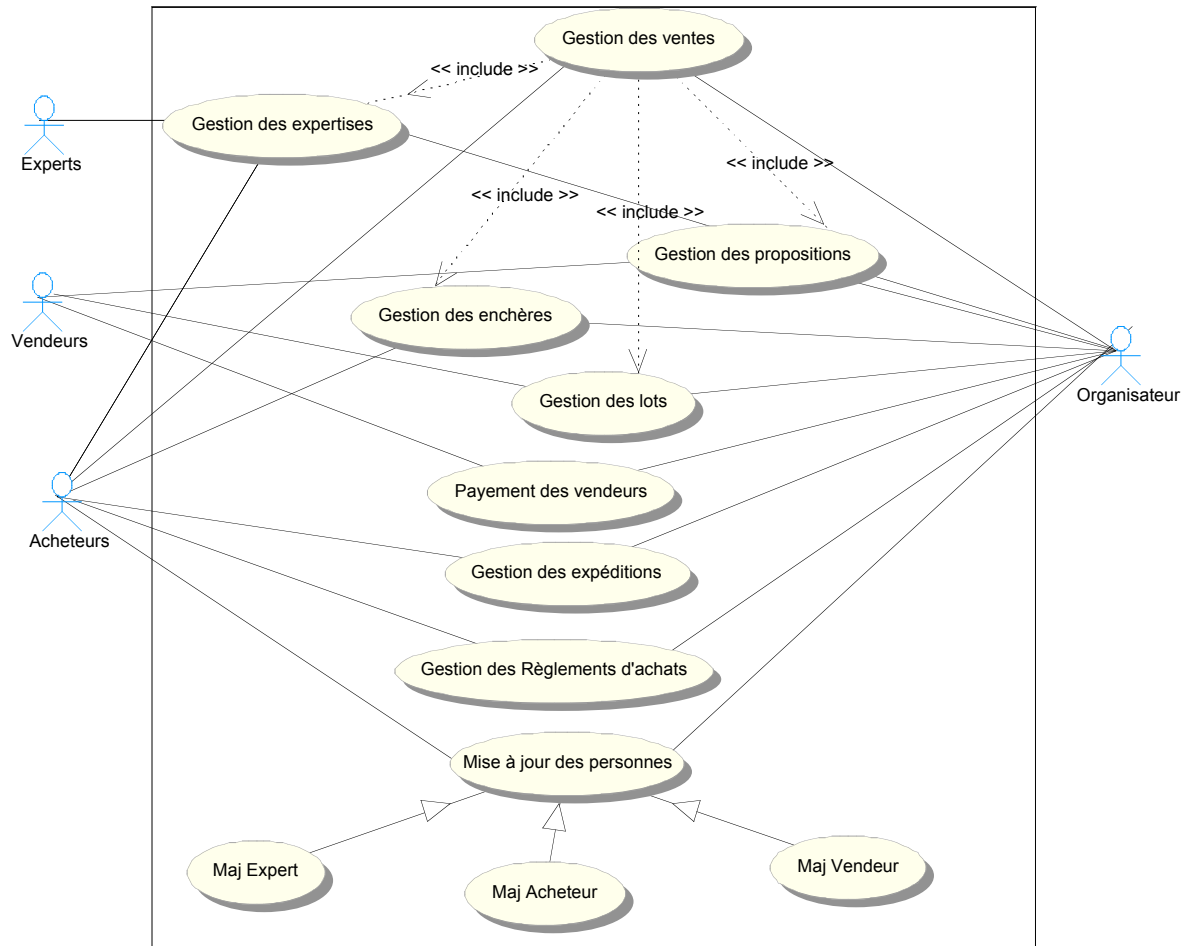 Gestion des ventes
<< include >>
Gestion des expertises
Experts
<< include >>
<< include >>
<< include >>
Gestion des propositions
Vendeurs
Gestion des enchères
Organisateur
Gestion des lots
Payement des vendeurs
Acheteurs
Gestion des expéditions
Gestion des Règlements d'achats
Mise à jour des personnes
Maj Expert
Maj Acheteur
Maj Vendeur